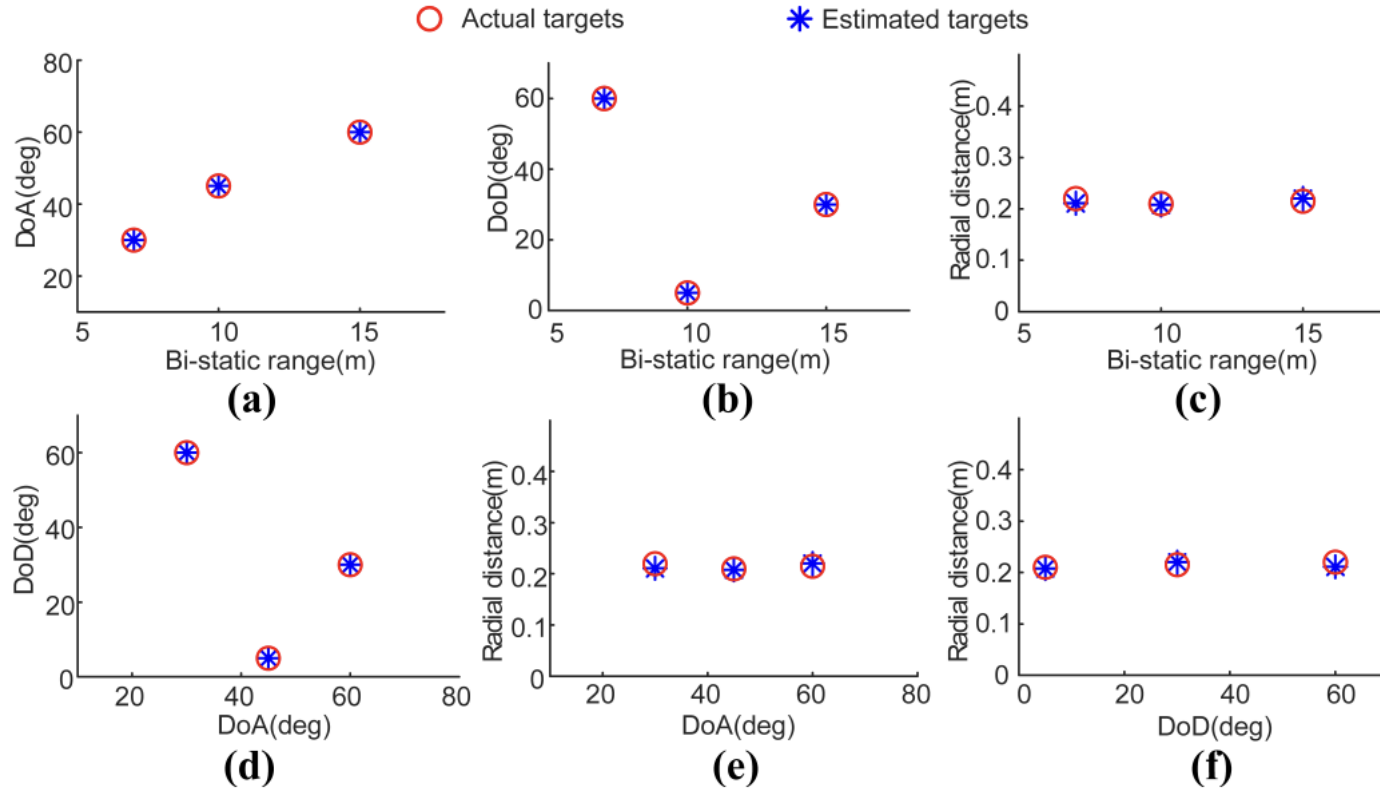 Actual targets
Estimated targets
80
60
40
20
DoA(deg)
5
10
15
Bi-static range(m)
(a)
60
40
20
0
DoD(deg)
5
10
15
Bi-static range(m)
(b)
0.4
0.3
0.2
0.1
0
Radial distance(m)
5
10
15
Bi-static range(m)
(c)
60
40
20
0
DoD(deg)
20
40
60
80
DoA(deg)
(d)
0.4
0.3
0.2
0.1
0
Radial distance(m)
20
40
60
80
DoA(deg)
(e)
0.4
0.3
0.2
0.1
0
Radial distance(m)
0
20
40
60
DoD(deg)
(f)